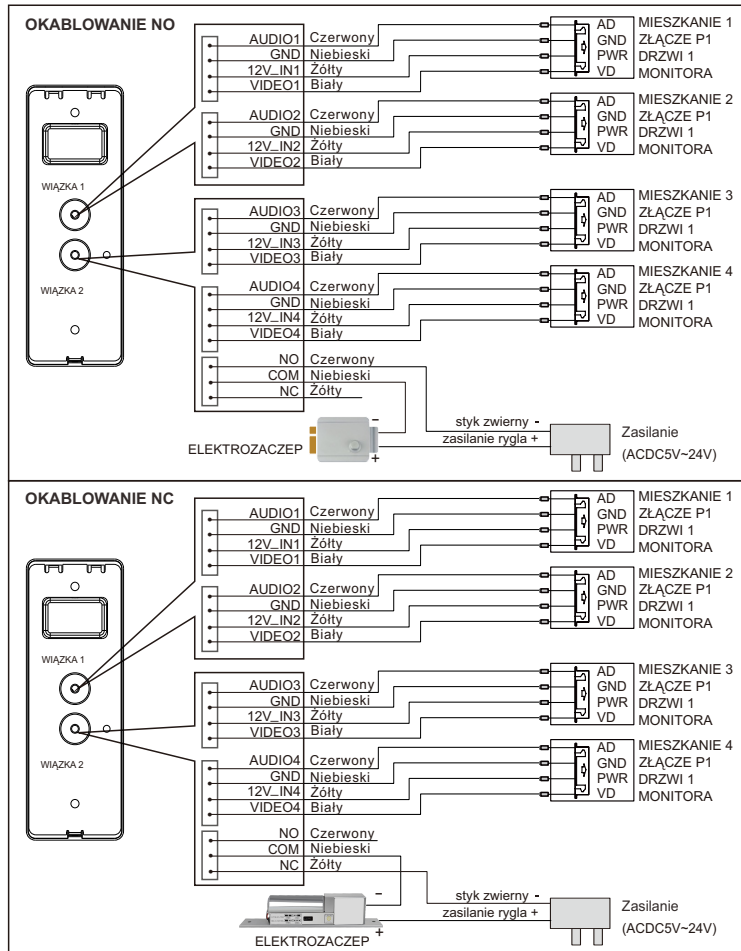 OKABLOWANIE NO
WIĄZKA 1
WIĄZKA 2
AUDIO1 Czerwony
GND Niebieski
12V_IN1 Żółty
VIDEO1 Biały
AD MIESZKANIE 1
GND ZŁĄCZE P1
PWR DRZWI 1
VD MONITORA
AUDIO2 Czerwony
GND Niebieski
12V_IN2 Żółty
VIDEO2 Biały
AD MIESZKANIE 2
GND ZŁĄCZE P1
PWR DRZWI 1
VD MONITORA
AUDIO3 Czerwony
GND Niebieski
12V_IN3 Żółty
VIDEO3 Biały
AD MIESZKANIE 3
GND ZŁĄCZE P1
PWR DRZWI 1
VD MONITORA
AUDIO4 Czerwony
GND Niebieski
12V_IN4 Żółty
VIDEO4 Biały
AD MIESZKANIE 4
GND ZŁĄCZE P1
PWR DRZWI 1
VD MONITORA
NO Czerwony
COM Niebieski
NC Żółty
ELEKTROZACZEP
-
+
styk zwierny -
zasilanie rygla +
Zasilanie
(ACDC5V~24V)
OKABLOWANIE NC
WIĄZKA 1
WIĄZKA 2
AUDIO1 Czerwony
GND Niebieski
12V_IN1 Żółty
VIDEO1 Biały
AD MIESZKANIE 1
GND ZŁĄCZE P1
PWR DRZWI 1
VD MONITORA
AUDIO2 Czerwony
GND Niebieski
12V_IN2 Żółty
VIDEO2 Biały
AD MIESZKANIE 2
GND ZŁĄCZE P1
PWR DRZWI 1
VD MONITORA
AUDIO3 Czerwony
GND Niebieski
12V_IN3 Żółty
VIDEO3 Biały
AD MIESZKANIE 3
GND ZŁĄCZE P1
PWR DRZWI 1
VD MONITORA
AUDIO4 Czerwony
GND Niebieski
12V_IN4 Żółty
VIDEO4 Biały
AD MIESZKANIE 4
GND ZŁĄCZE P1
PWR DRZWI 1
VD MONITORA
NO Czerwony
COM Niebieski
NC Żółty
-
+
ELEKTROZACZEP
styk zwierny -
zasilanie rygla +
Zasilanie
(ACDC5V~24V)